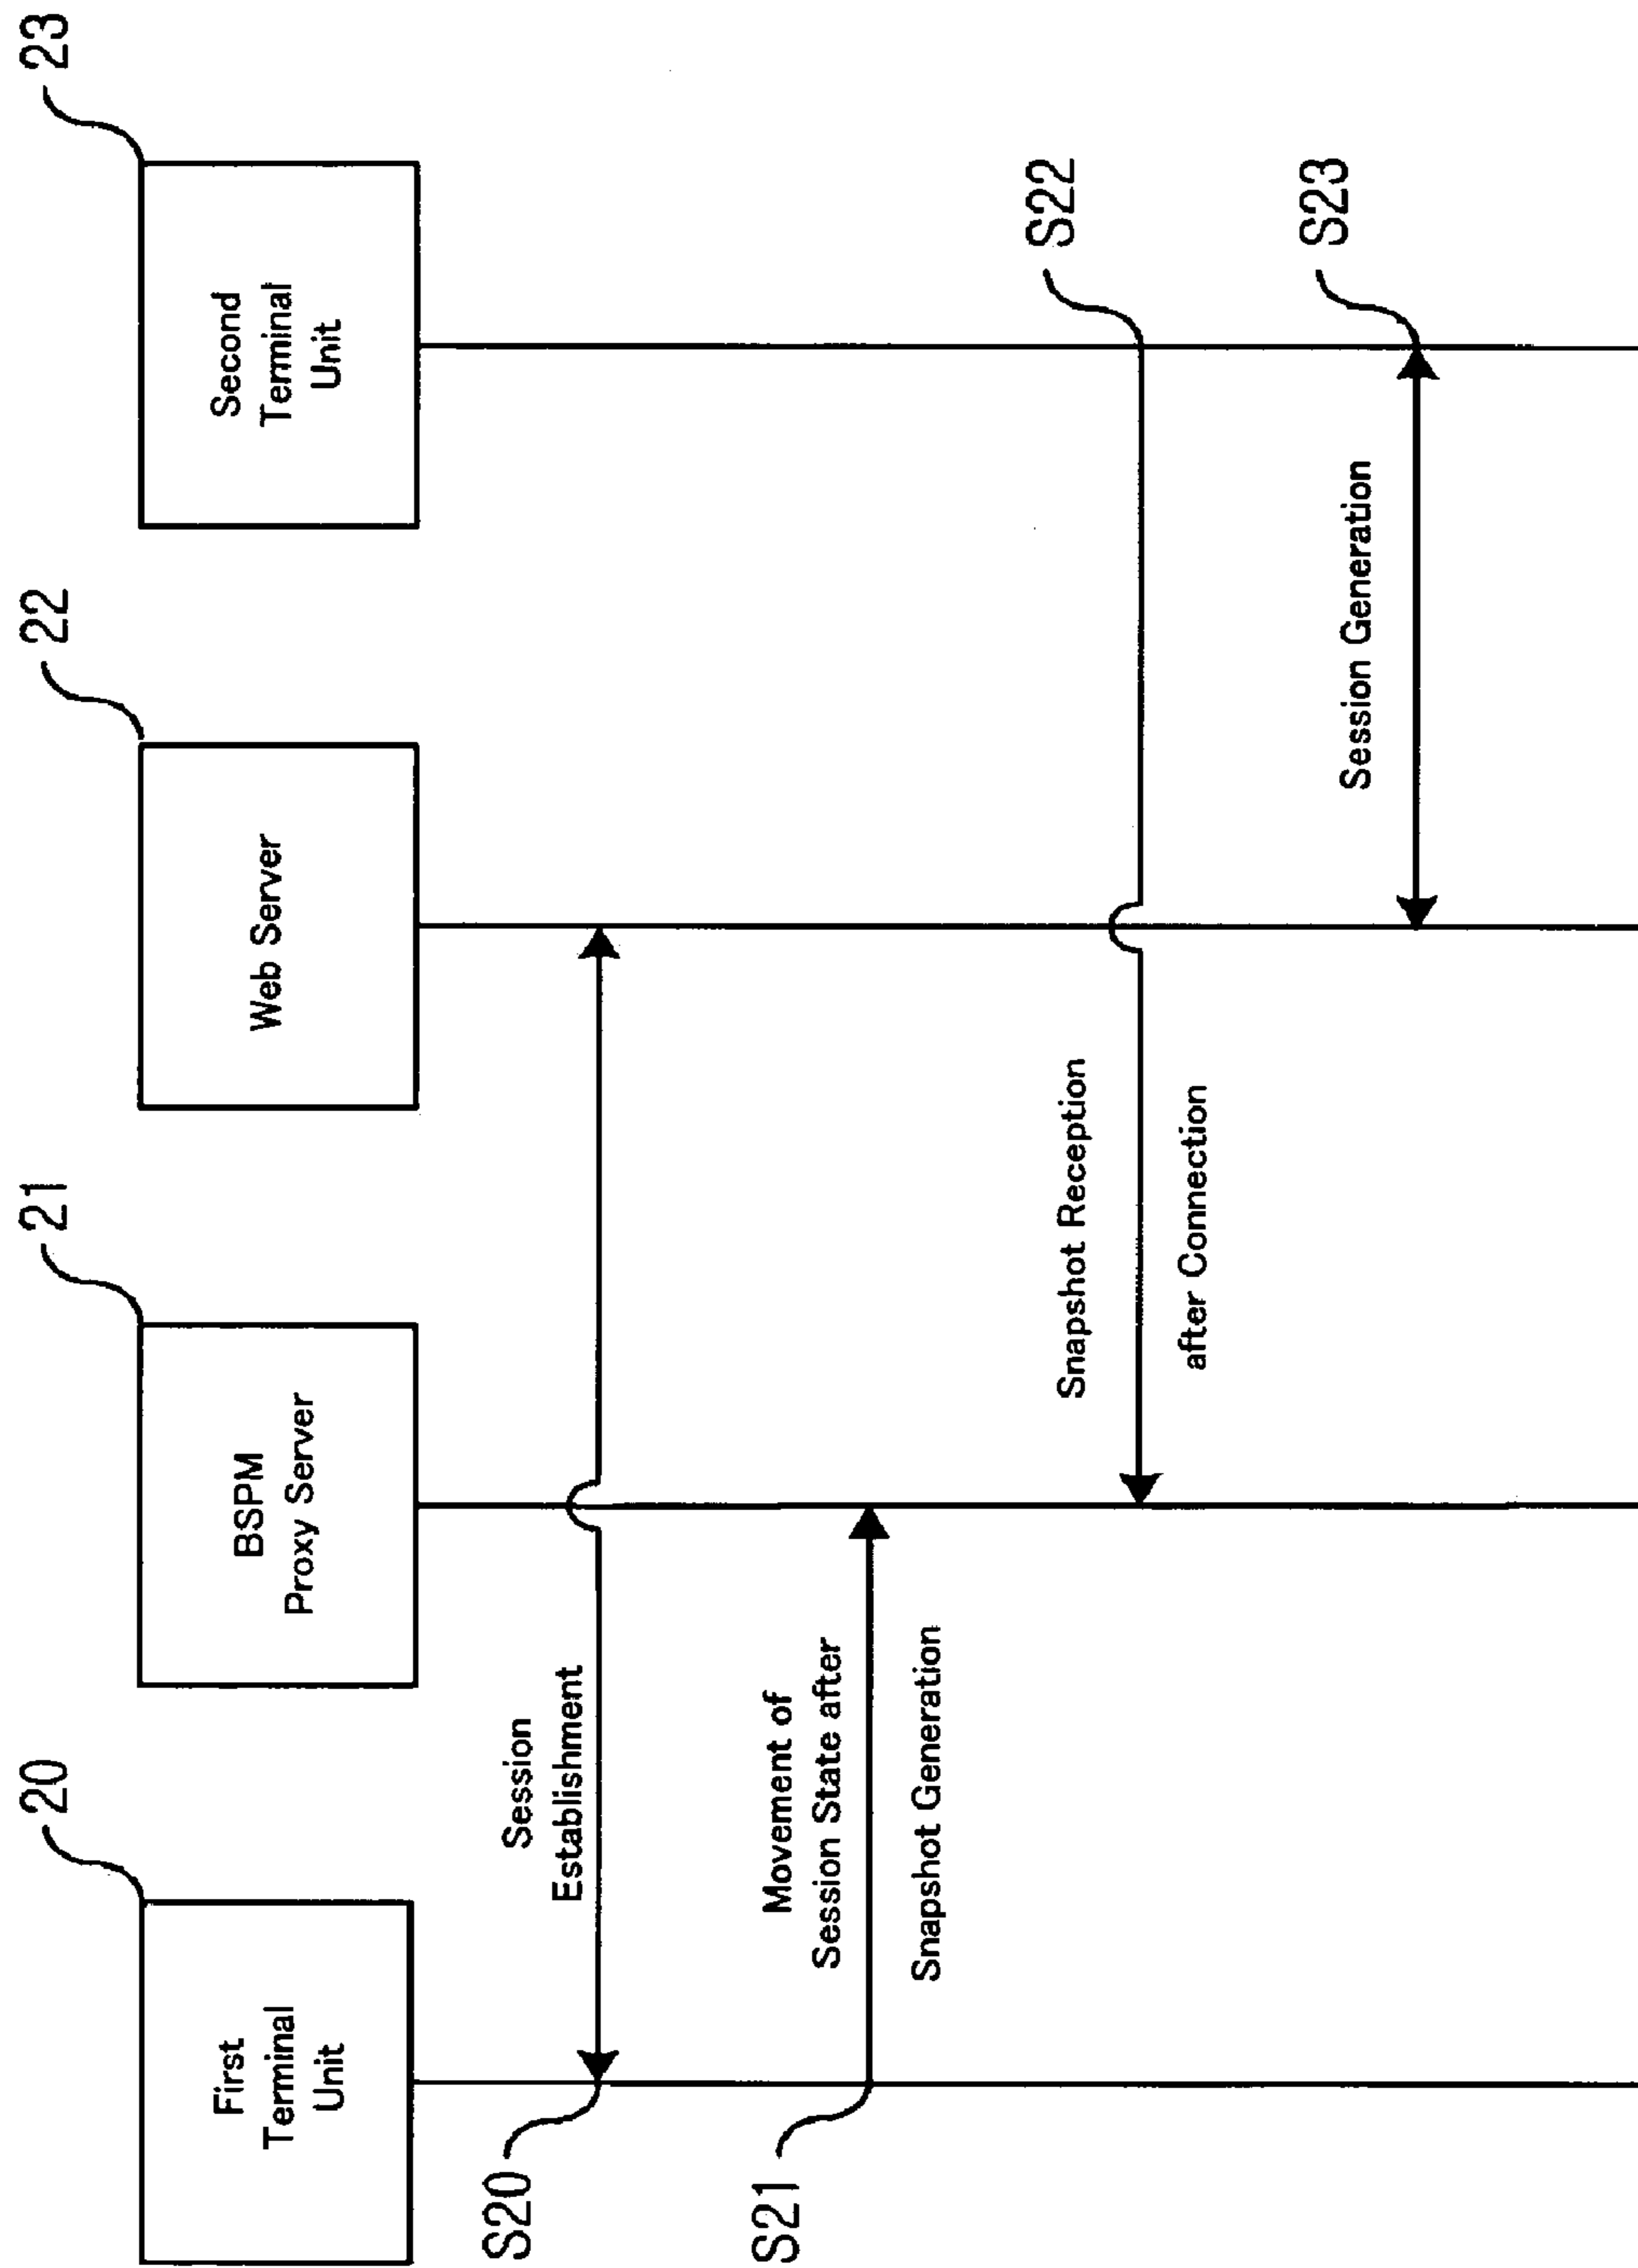 20
21
22
23
First
Terminal
Unit
BSPM
Proxy Server
Web Server
Second
Terminal
Unit
S20
Session
Establishment
S21
Movement of
Session State after
Snapshot Generation
S22
Snapshot Reception
after Connection
S23
Session Generation